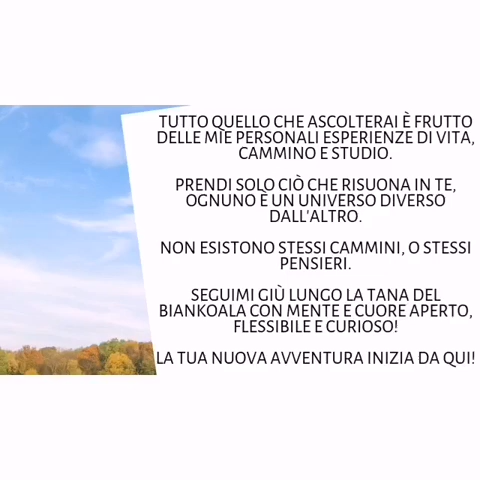 TUTTO QUELLO CHE ASCOLTERAI È FRUTTO
DELLE MIE PERSONALI ESPERIENZE DI VITA,
CAMMINO E STUDIO.
PRENDI SOLO CIÒ CHE RISUONA IN TE,
OGNUNO È UN UNIVERSO DIVERSO
DALL'ALTRO.
NON ESISTONO STESSI CAMMINI, O STESSI
PENSIERI.
SEGUIMI GIÙ LUNGO LA TANA DEL
BIANKOALA CON MENTE E CUORE APERTO,
FLESSIBILE E CURIOSO!
LA TUA NUOVA AVVENTURA INIZIA DA QUI!